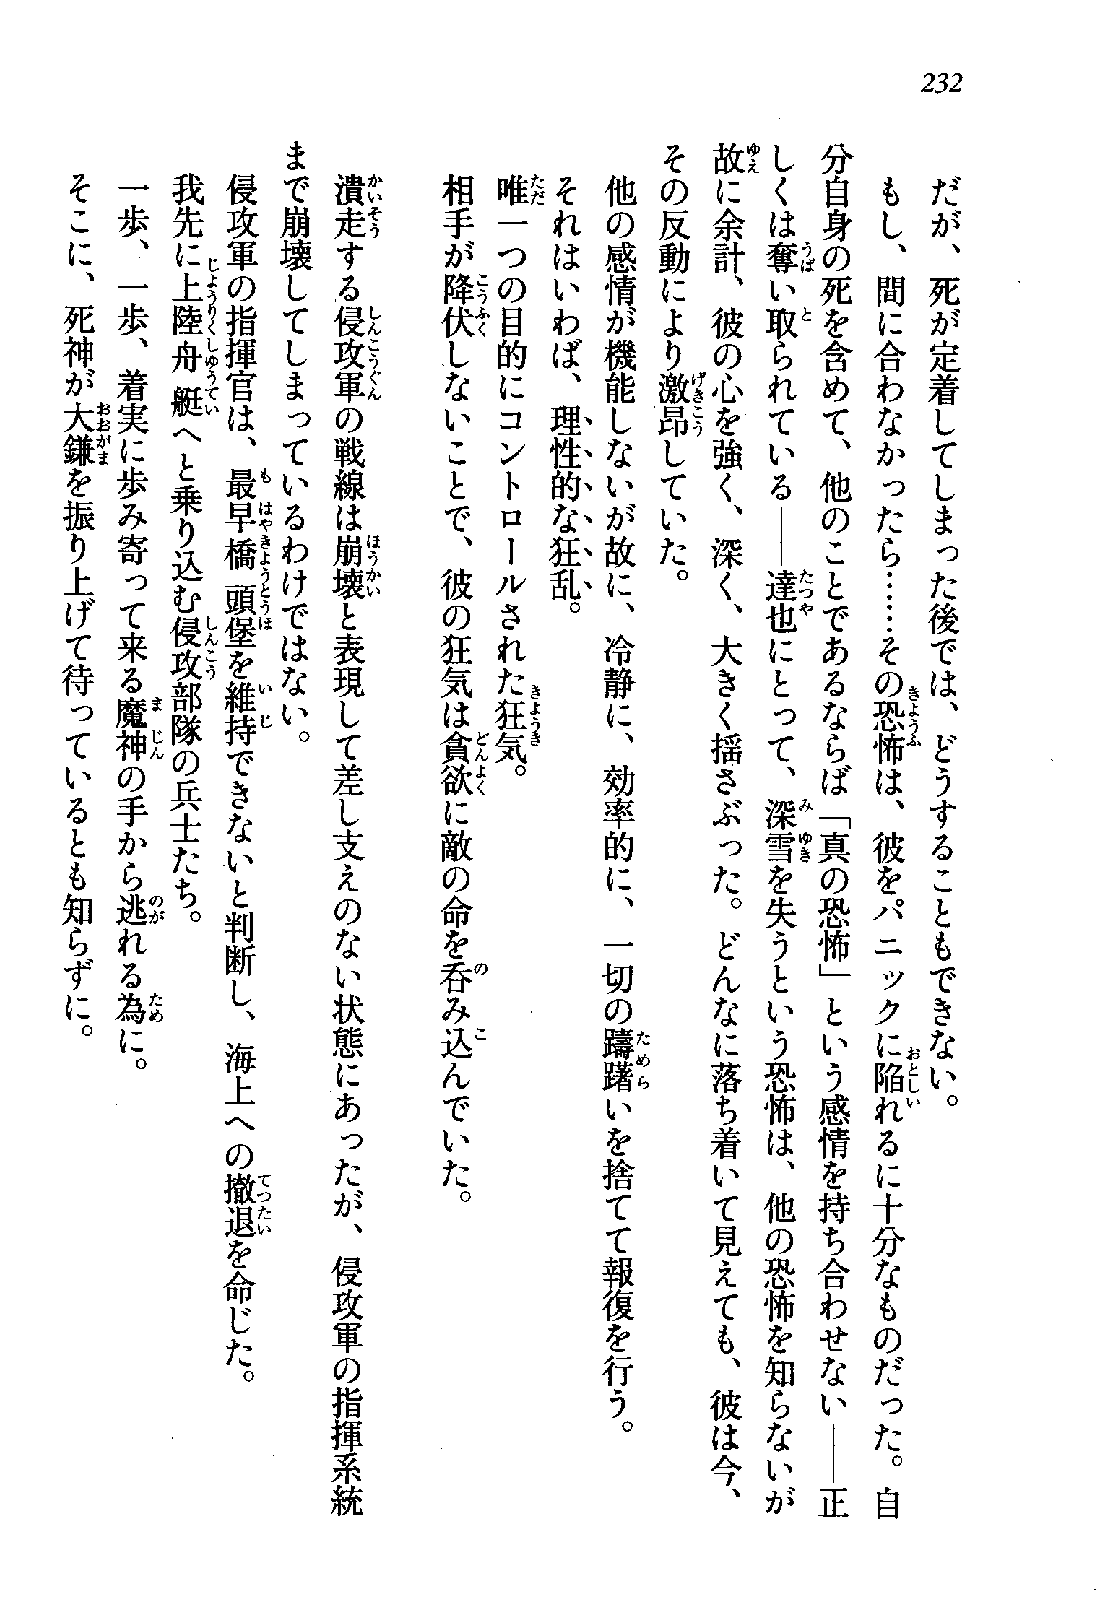 232
だが、死が定着してしまった後では、どうすることもできない。
もし、間に合わなかったら……その恐怖は、彼をパニックに陥れるに十分なものだった。自
分自身の死を含めて、他のことであるならば「真の恐怖」という感情を持ち合わせない――正
しくは奪い取られている――達也にとって、深雪を失うという恐怖は、他の恐怖を知らないが
故に余計、彼の心を強く、深く、大きく揺さぶった。どんなに落ち着いて見えても、彼は今、
その反動により激昂していた。
他の感情が機能しないが故に、冷静に、効率的に、一切の躊躇いを捨てて報復を行う。
それはいわば、理性的な狂乱。
唯一つの目的にコントロールされた狂気。
相手が降伏しないことで、彼の狂気は貪欲に敵の命を呑み込んでいた。
潰走する侵攻軍の戦線は崩壊と表現して差し支えのない状態にあったが、侵攻軍の指揮系統
まで崩壊してしまっているわけではない。
侵攻軍の指揮官は、最早橋頭堡を維持できないと判断し、海上への撤退を命じた。
我先に上陸舟艇へと乗り込む侵攻部隊の兵士たち。
一歩、一歩、着実に歩み寄って来る魔神の手から逃れる為に。
そこに、死神が大鎌を振り上げて待っているとも知らずに。